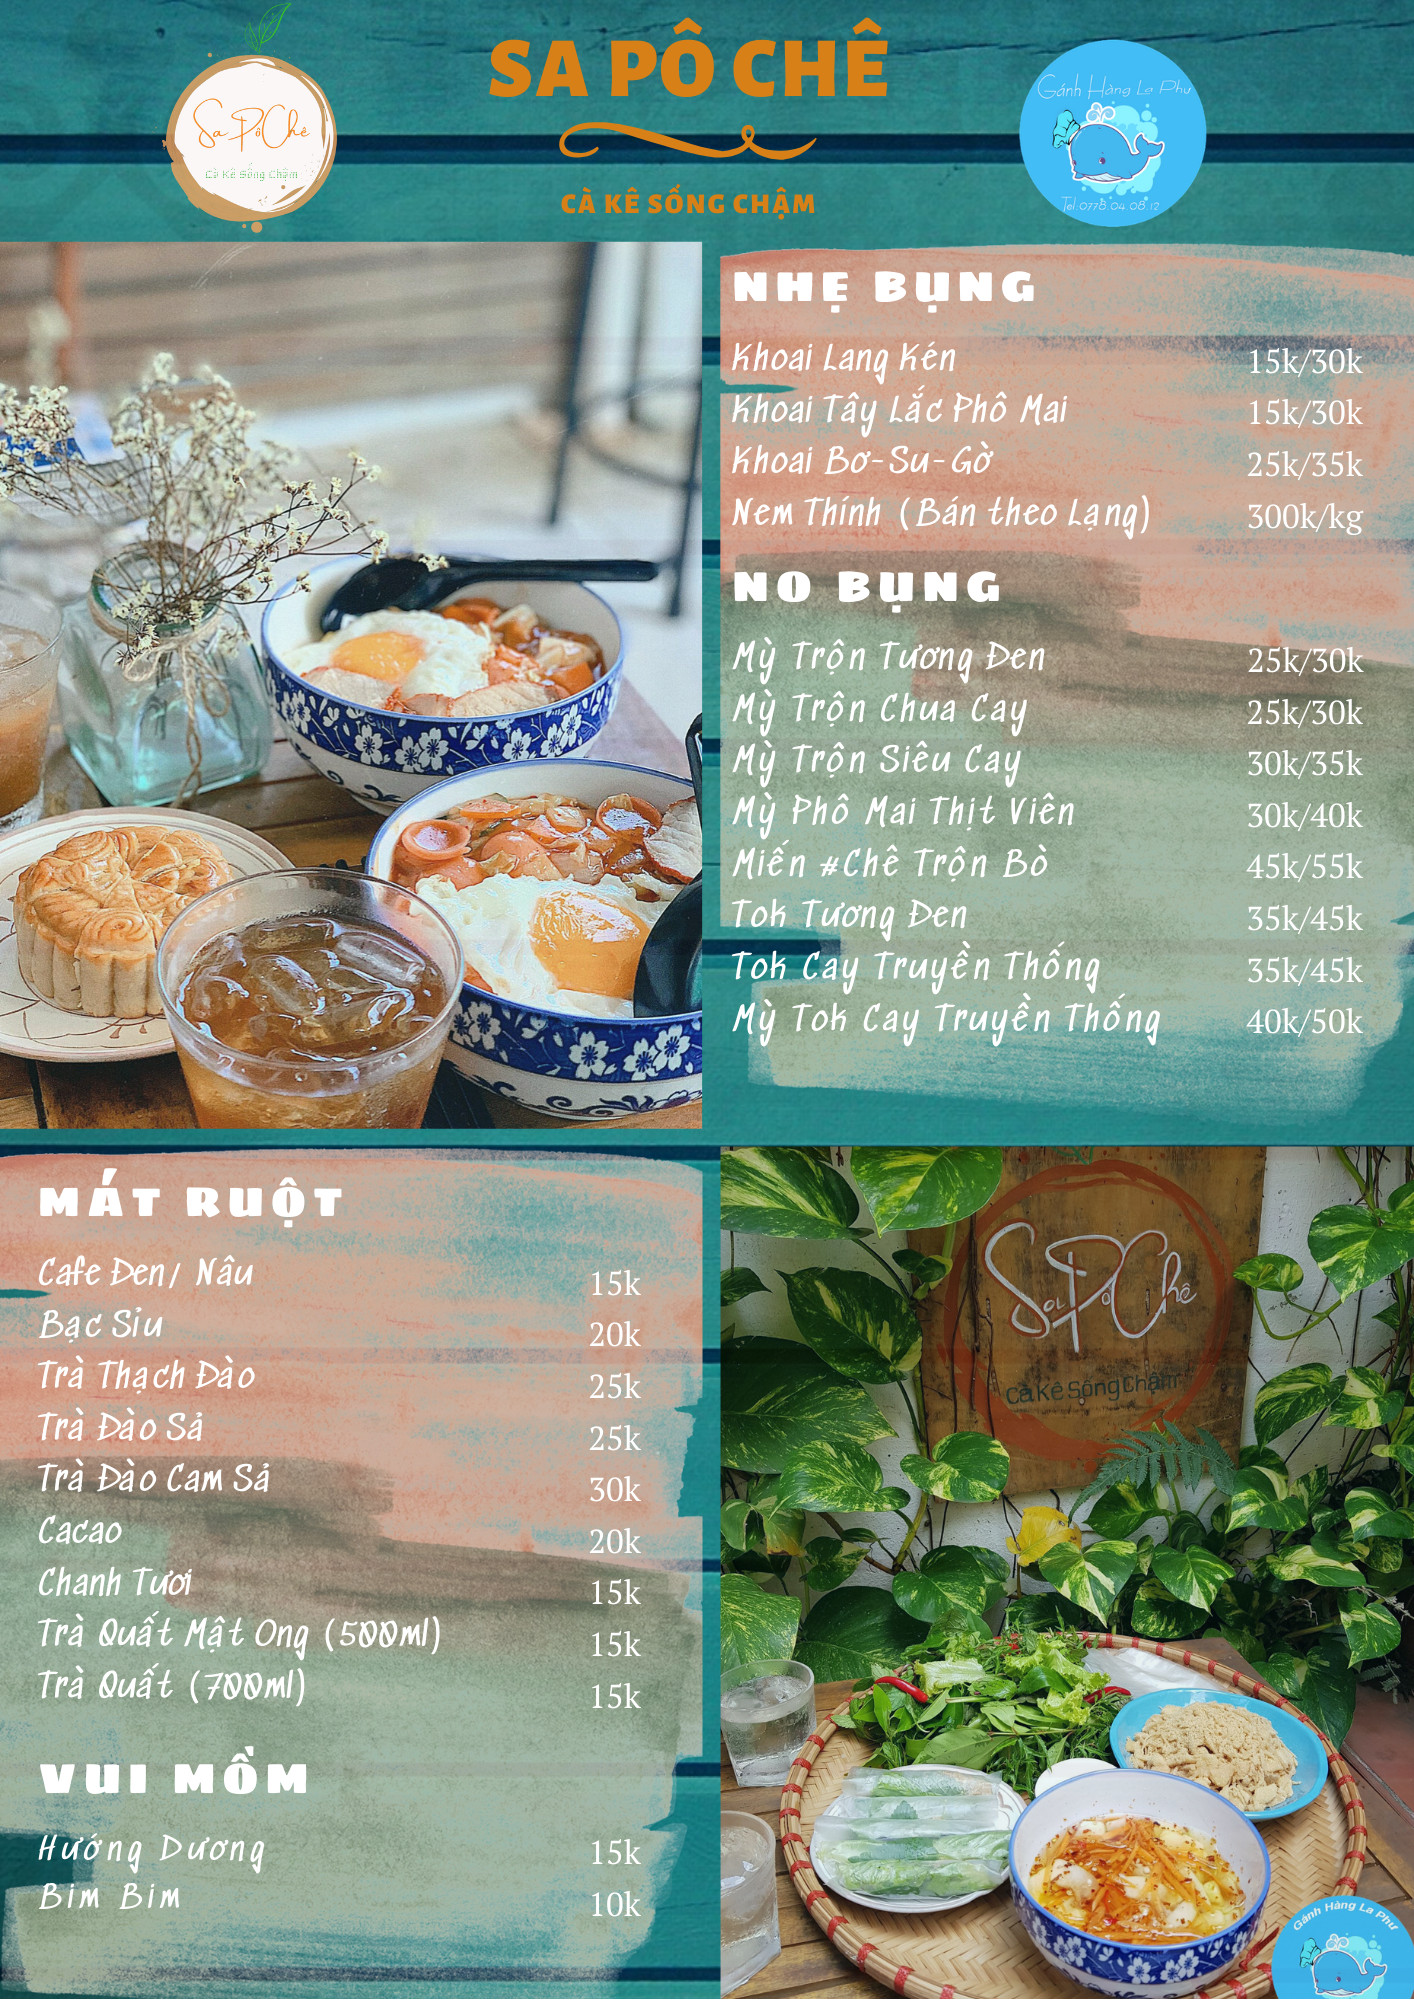 SA PÔ CHÊ
CÀ KÊ SỐNG CHẬM
Sa Pô Chê
Cà Kê Sống Chậm
Gánh Hàng La Phư
Tel:0778.04.08.12
NHẸ BỤNG
Khoai Lang Kén 15k/30k
Khoai Tây Lắc Phô Mai 15k/30k
Khoai Bơ-Su-Gờ 25k/35k
Nem Thính (Bán theo Lạng) 300k/kg
NO BỤNG
Mỳ Trộn Tương Đen 25k/30k
Mỳ Trộn Chua Cay 25k/30k
Mỳ Trộn Siêu Cay 30k/35k
Mỳ Phô Mai Thịt Viên 30k/40k
Miến #Chê Trộn Bò 45k/55k
Tok Tương Đen 35k/45k
Tok Cay Truyền Thống 35k/45k
Mỳ Tok Cay Truyền Thống 40k/50k
MÁT RUỘT
Cafe Đen/ Nâu 15k
Bạc Sỉu 20k
Trà Thạch Đào 25k
Trà Đào Sả 25k
Trà Đào Cam Sả 30k
Cacao 20k
Chanh Tươi 15k
Trà Quất Mật Ong (500ml) 15k
Trà Quất (700ml) 15k
VUI MỒM
Hướng Dương 15k
Bim Bim 10k
Sa Pô Chê
Cà Kê Sống Chậm
Gánh Hàng La Phư